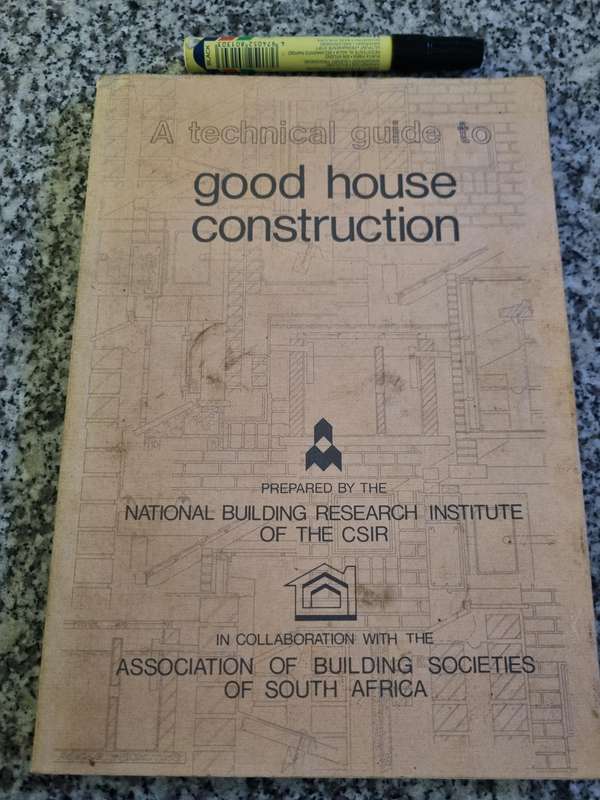 BLACK
A technical guide to
good house
construction
PREPARED BY THE
NATIONAL BUILDING RESEARCH INSTITUTE
OF THE CSIR
IN COLLABORATION WITH THE
ASSOCIATION OF BUILDING SOCIETIES
OF SOUTH AFRICA